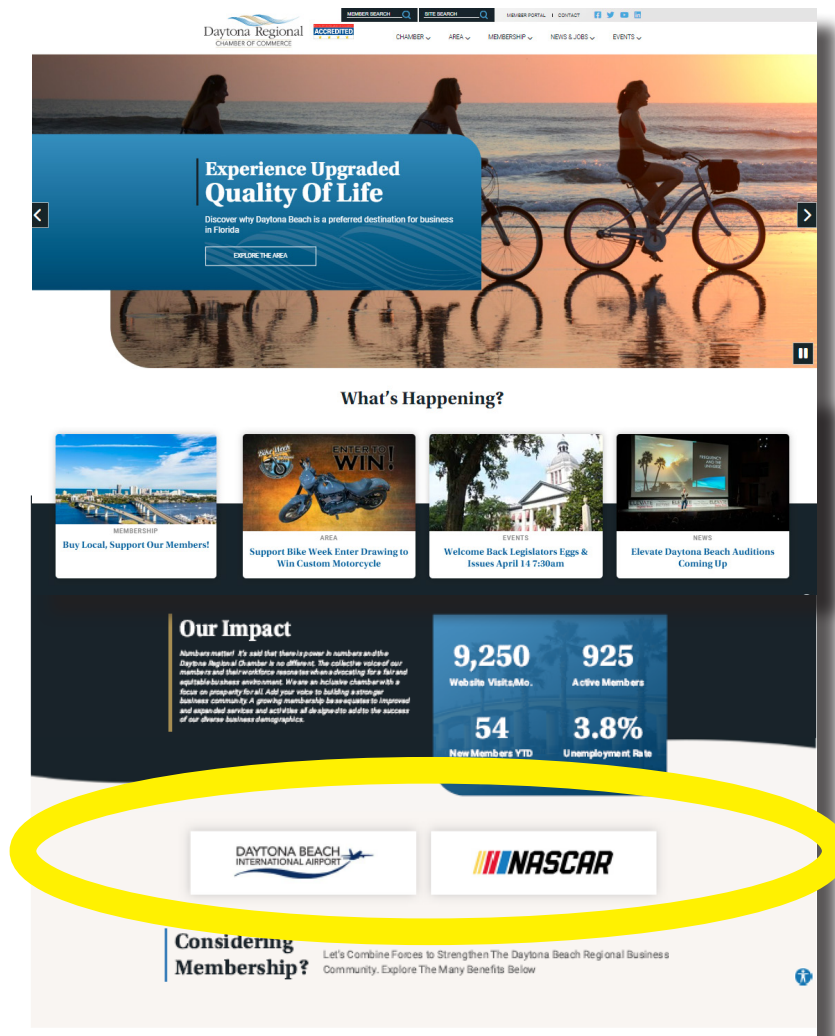 MEMBER SEARCH
SITE SEARCH
MEMBER PORTAL | CONTACT
Daytona Regional
CHAMBER OF COMMERCE
ACCREDITED
CHAMBER
AREA
MEMBERSHIP
NEWS & JOBS
EVENTS
Experience Upgraded
Quality Of Life
Discover why Daytona Beach is a preferred destination for business
in Florida
EXPLORE THE AREA
What's Happening?
MEMBERSHIP
Buy Local, Support Our Members!
Bike Week
ENTER TO
WIN!
AREA
Support Bike Week Enter Drawing to
Win Custom Motorcycle
EVENTS
Welcome Back Legislators Eggs &
Issues April 14 7:30am
FREQUENCY
AND THE
UNIVERSE
NEWS
Elevate Daytona Beach Auditions
Coming Up
Our Impact
Numbers matter! It's said that there is power in numbers and the
Daytona Regional Chamber is no different. The collective voice of our
members and their workforce resonates when advocating for a fair and
equitable business environment. We are an inclusive chamber with a
focus on prosperity for all. Add your voice to building a stronger
business community. A growing membership base equates to improved
and expanded services and activities all designed to add to the success
of our diverse business demographics.
9,250
Website Visits/Mo.
925
Active Members
54
New Members YTD
3.8%
Unemployment Rate
DAYTONA BEACH
INTERNATIONAL AIRPORT
NASCAR
Considering
Membership?
Let's Combine Forces to Strengthen The Daytona Beach Regional Business
Community. Explore The Many Benefits Below